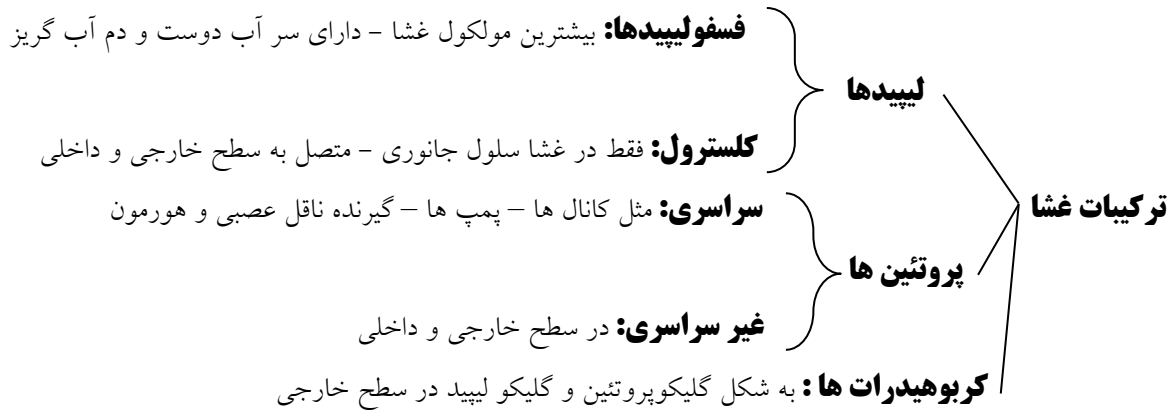 فسفولیپیدها: بیشترین مولکول غشا – دارای سر آب دوست و دم آب گریز
لیپیدها
کلسترول: فقط در غشا سلول جانوری – متصل به سطح خارجی و داخلی
سراسری: مثل کانال ها – پمپ ها – گیرنده ناقل عصبی و هورمون
ترکیبات غشا
پروتئین ها
غیر سراسری: در سطح خارجی و داخلی
کربوهیدرات ها : به شکل گلیکوپروتئین و گلیکو لیپید در سطح خارجی